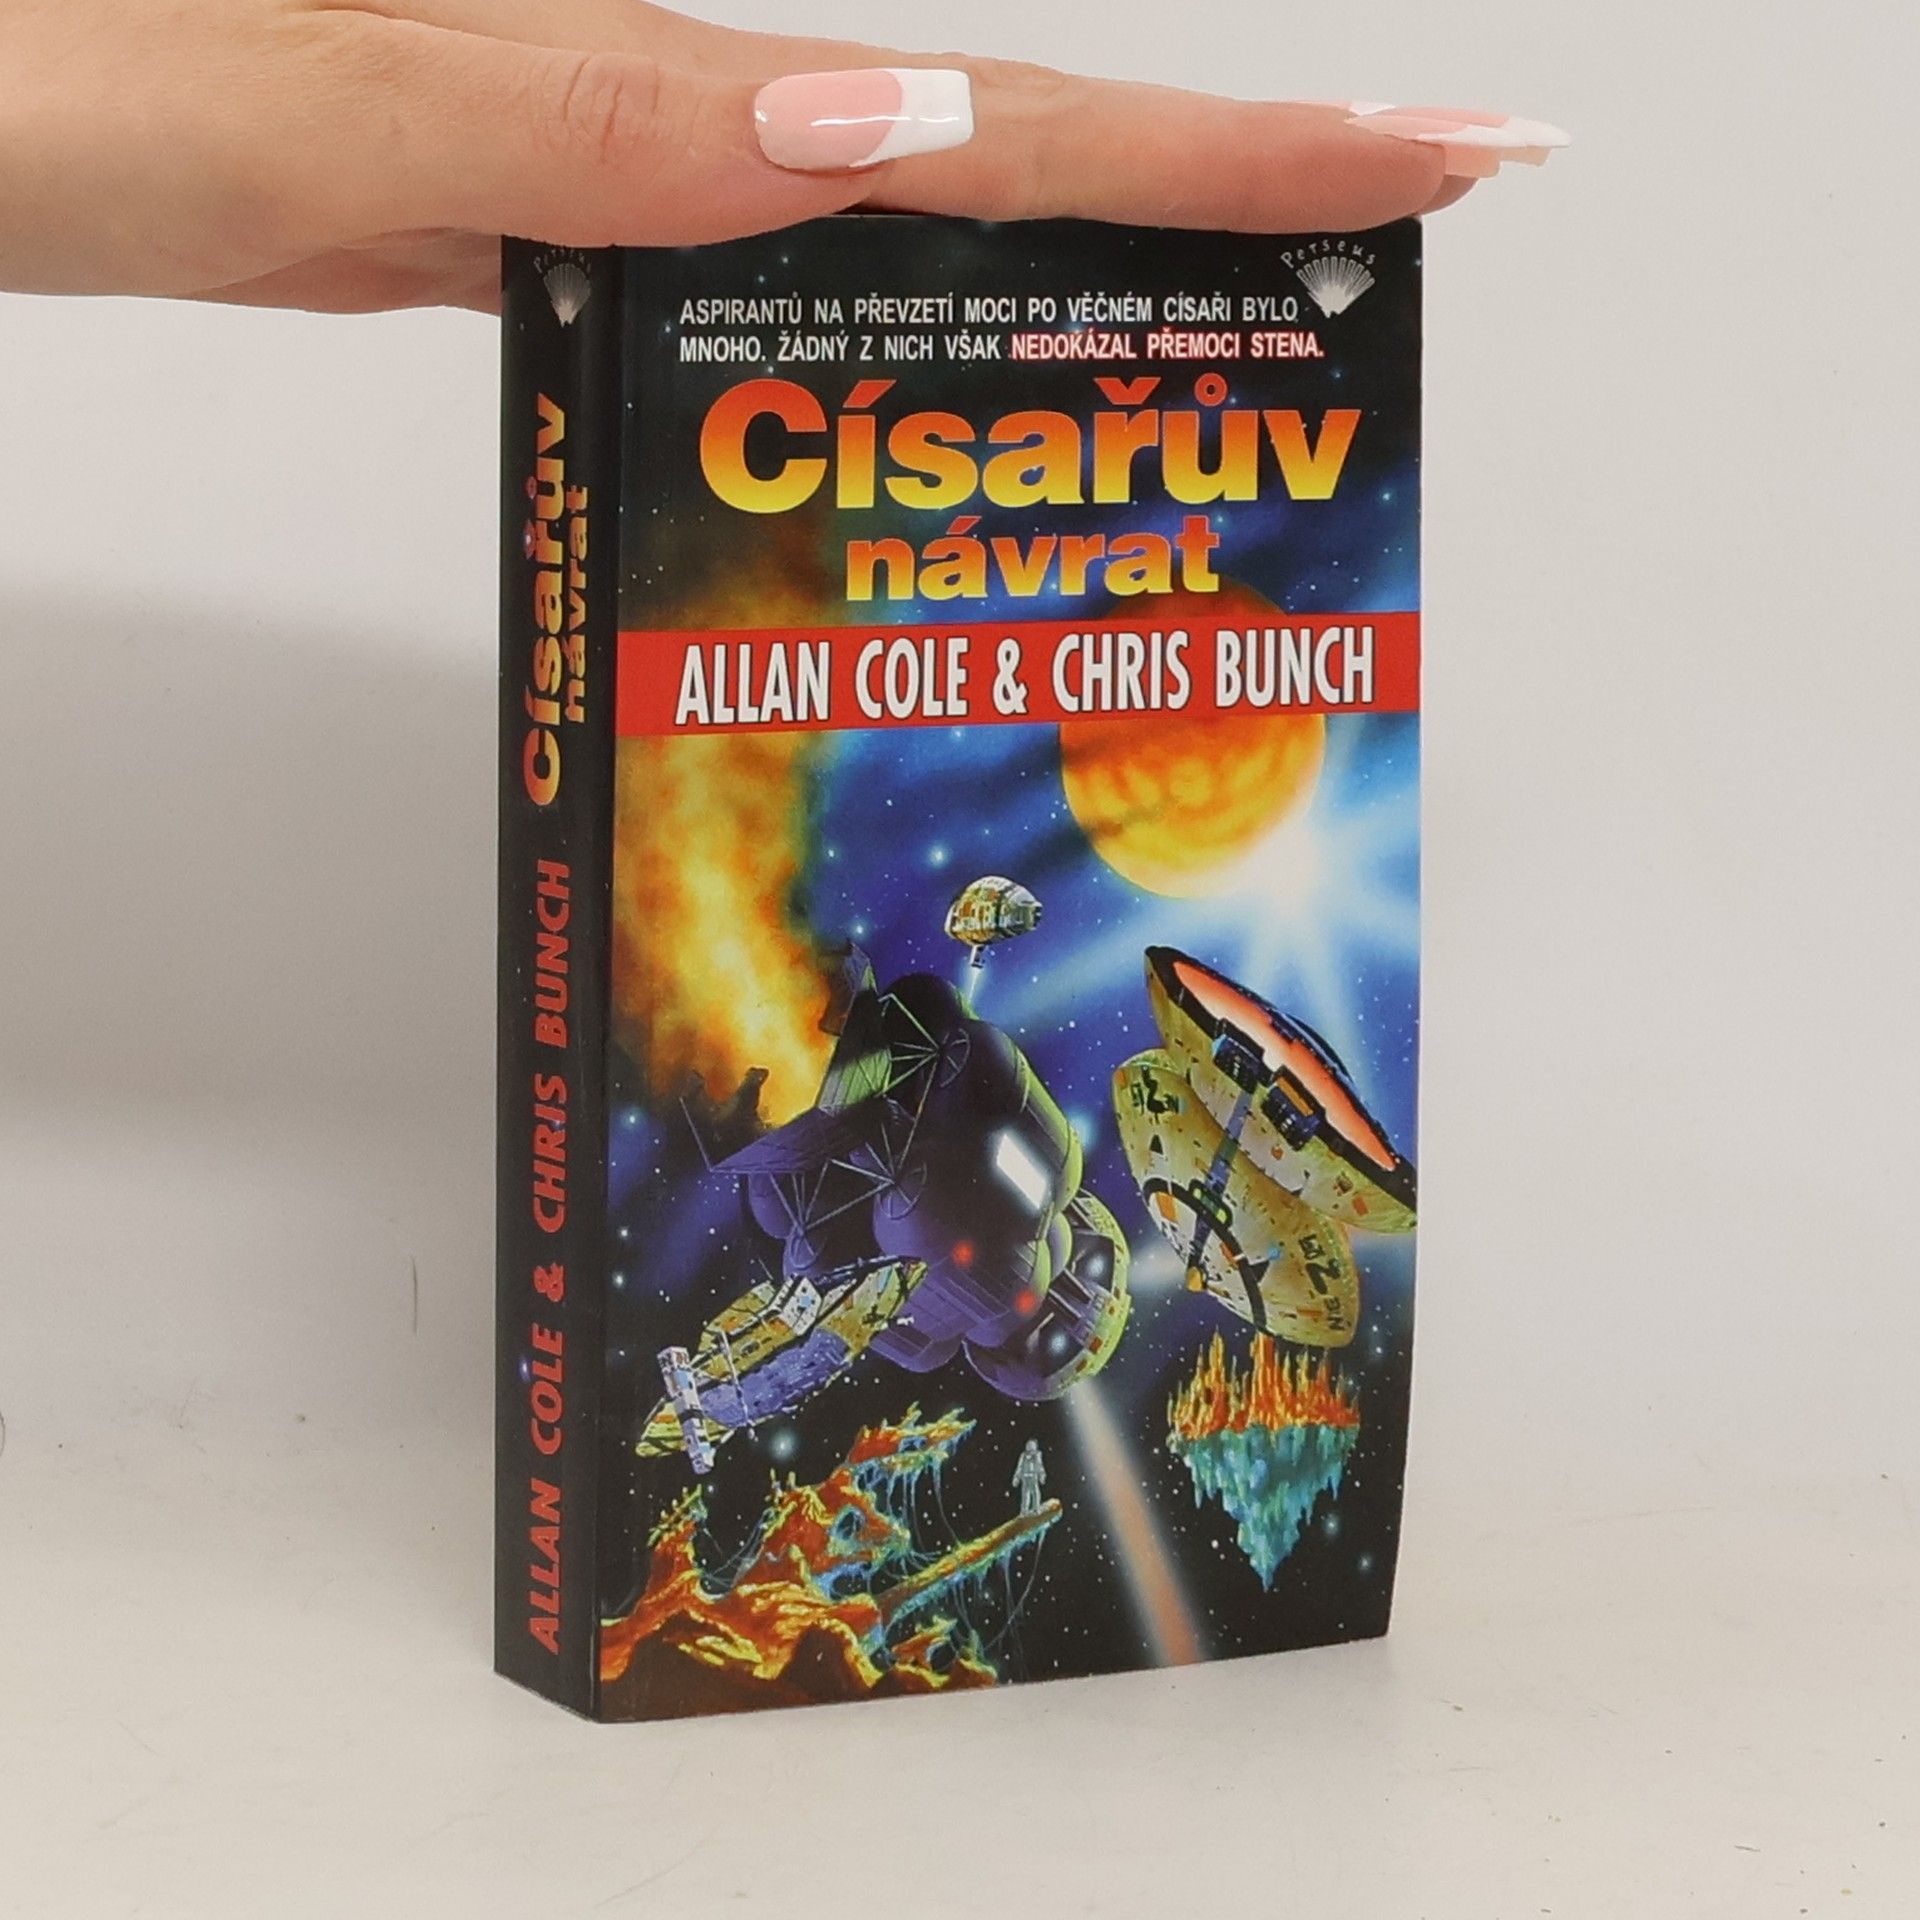 Perseus
ASPIRANTŮ NA PŘEVZETÍ MOCI PO VĚČNÉM CÍSAŘI BYLO
MNOHO. ŽÁDNÝ Z NICH VŠAK NEDOKÁZAL PŘEMOCI STENA.
Císařův
návrat
ALLAN COLE & CHRIS BUNCH
Perseus
ALLAN COLE & CHRIS BUNCH
Císařův
návrat